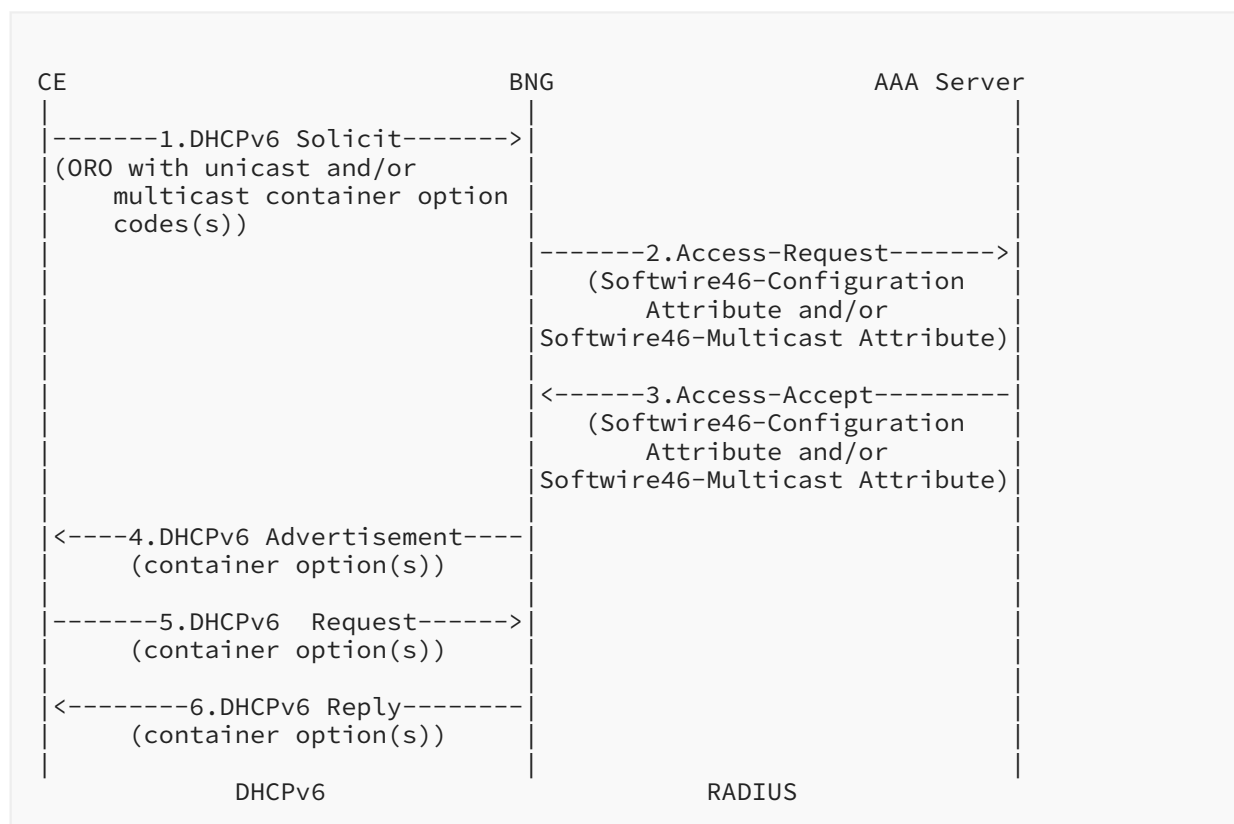 CE BNG AAA Server
|-------1.DHCPv6 Solicit------->|
|(ORO with unicast and/or
multicast container option
codes(s))
|-------2.Access-Request------->|
(Softwire46-Configuration
Attribute and/or
Softwire46-Multicast Attribute)|
|<------3.Access-Accept---------|
(Softwire46-Configuration
Attribute and/or
Softwire46-Multicast Attribute)|
|<----4.DHCPv6 Advertisement----|
(container option(s))
|-------5.DHCPv6  Request------>|
(container option(s))
|<--------6.DHCPv6 Reply--------|
(container option(s))
DHCPv6 RADIUS